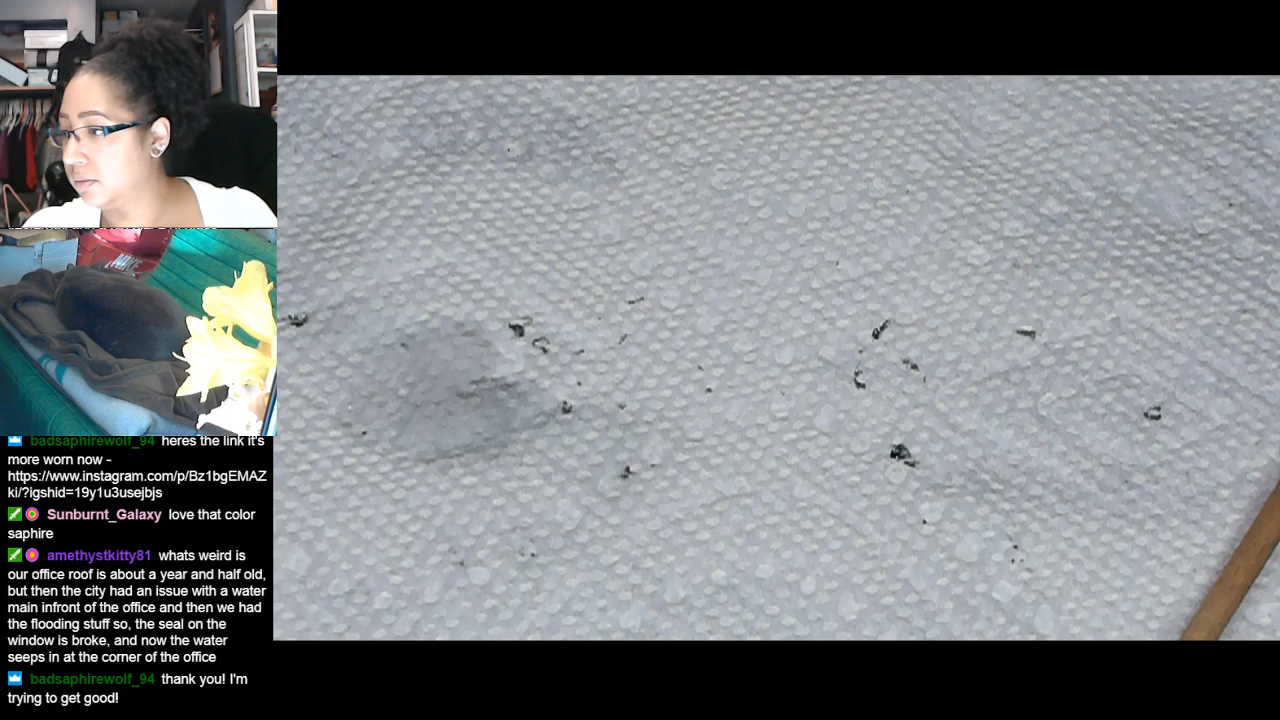 badsaphirewolf_94 heres the link it's
more worn now -
https://www.instagram.com/p/Bz1bgEMAZ
ki/?igshid=19y1u3usejbjs
Sunburnt_Galaxy love that color
saphire
amethystkitty81 whats weird is
our office roof is about a year and half old,
but then the city had an issue with a water
main infront of the office and then we had
the flooding stuff so, the seal on the
window is broke, and now the water
seeps in at the corner of the office
badsaphirewolf_94 thank you! I'm
trying to get good!